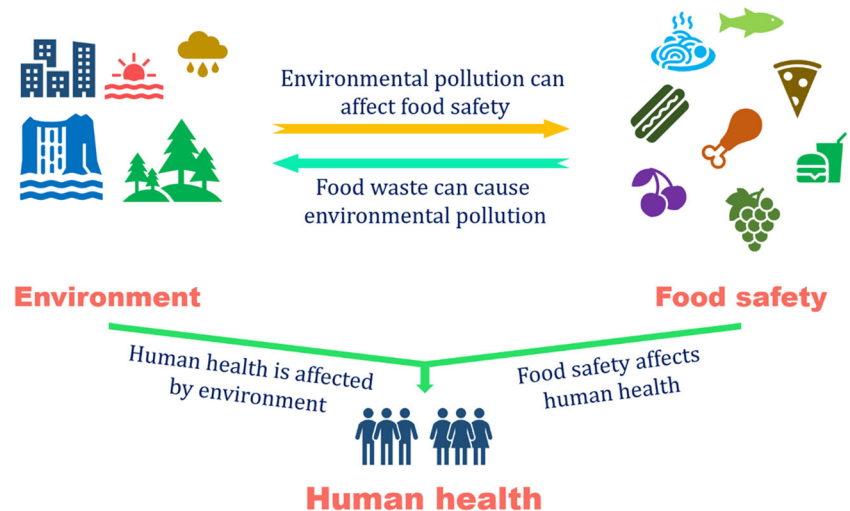 Environmental pollution can
affect food safety
Food waste can cause
environmental pollution
Environment
Food safety
Human health is affected
by environment
Food safety affects
human health
Human health